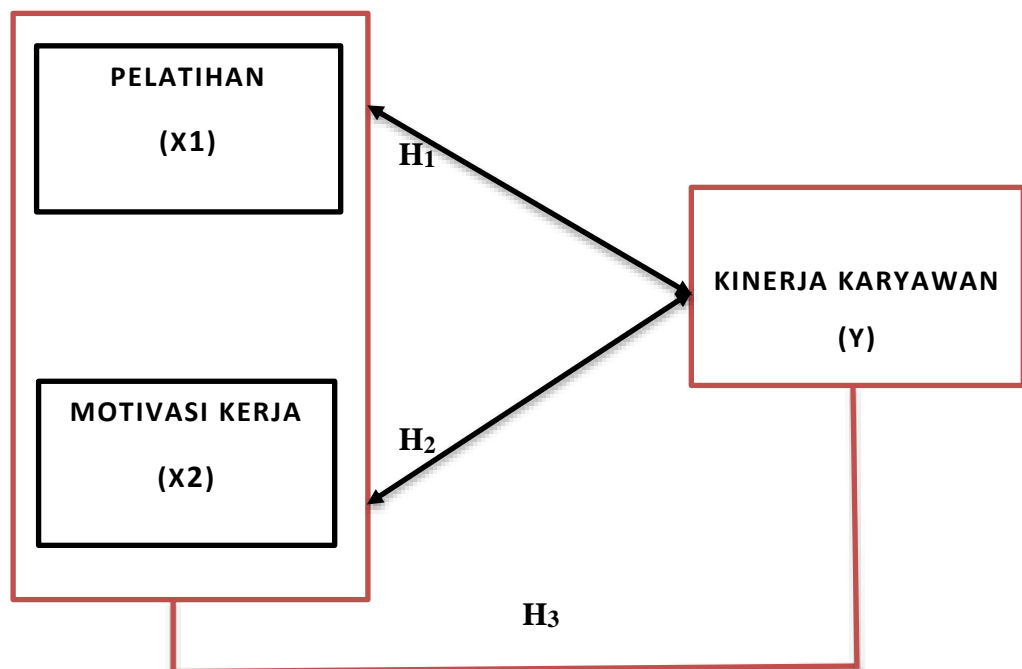 PELATIHAN
(X1)
H1
KINERJA KARYAWAN
(Y)
MOTIVASI KERJA
(X2)
H2
H3